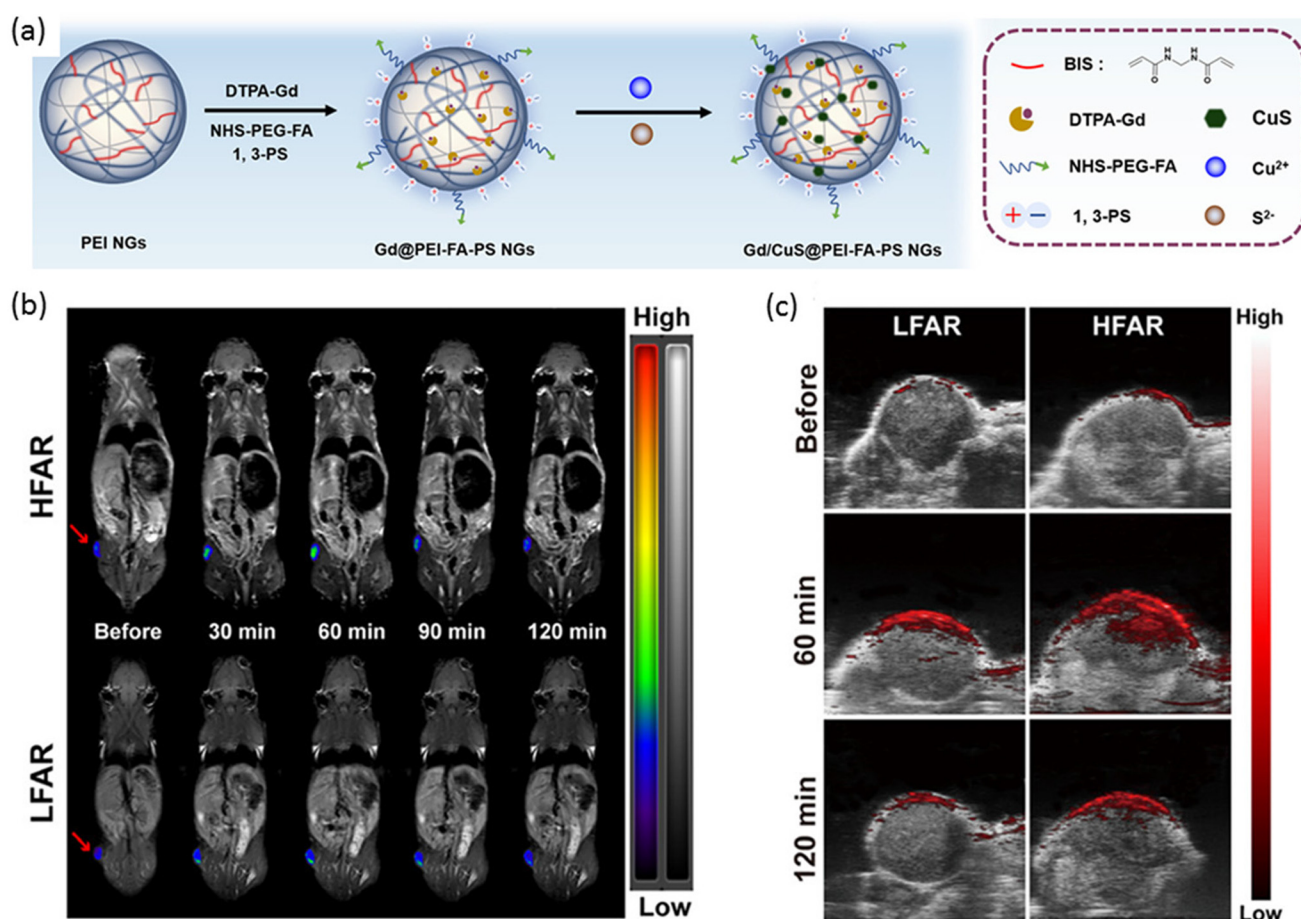 (a)
DTPA-Gd
NHS-PEG-FA
1, 3-PS
PEI NGs
Gd@PEI-FA-PS NGs
Gd/CuS@PEI-FA-PS NGs
BIS :
H H
N N
O O
DTPA-Gd
CuS
NHS-PEG-FA
Cu²⁺
+ −
1, 3-PS
S²⁻
(b)
High
HFAR
Before 30 min 60 min 90 min 120 min
LFAR
Low
(c)
LFAR HFAR
High
Before
60 min
120 min
Low